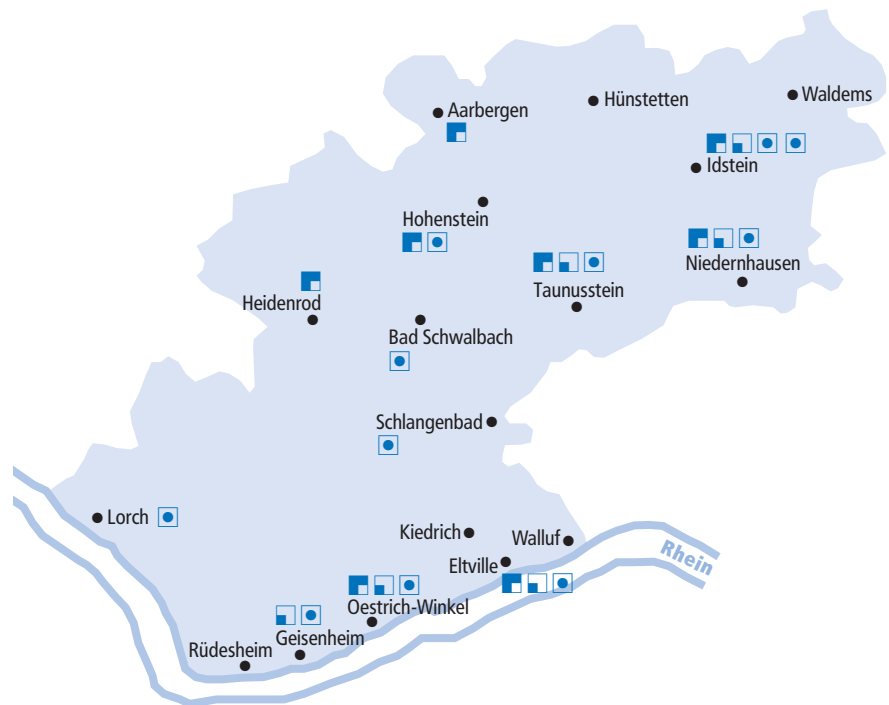 Aarbergen
Hünstetten
Waldems
Idstein
Hohenstein
Niedernhausen
Taunusstein
Heidenrod
Bad Schwalbach
Schlangenbad
Lorch
Kiedrich
Walluf
Eltville
Rhein
Oestrich-Winkel
Geisenheim
Rüdesheim